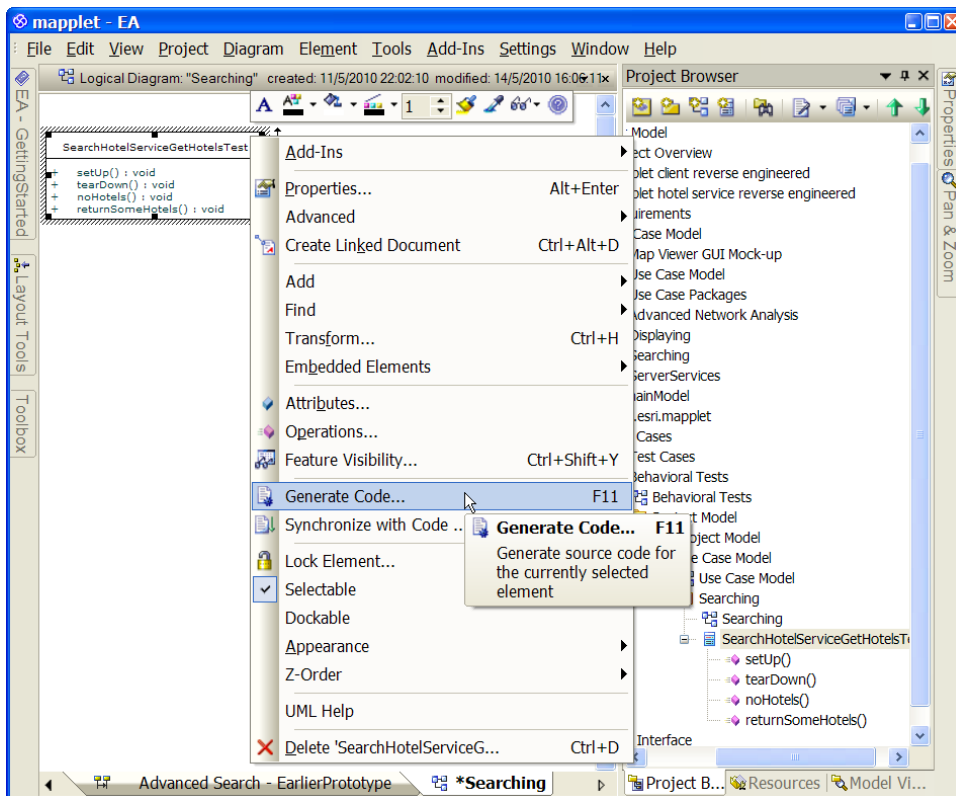 mapplet - EA
File Edit View Project Diagram Element Tools Add-Ins Settings Window Help
Logical Diagram: "Searching" created: 11/5/2010 22:02:10 modified: 14/5/2010 16:06:11
Project Browser
EA - GettingStarted
Layout Tools
Toolbox
Properties
Pan & Zoom
A 1
SearchHotelServiceGetHotelsTest
+ setUp() : void
+ tearDown() : void
+ noHotels() : void
+ returnSomeHotels() : void
Add-Ins
Properties... Alt+Enter
Advanced
Create Linked Document Ctrl+Alt+D
Add
Find
Transform... Ctrl+H
Embedded Elements
Attributes...
Operations...
Feature Visibility... Ctrl+Shift+Y
Generate Code... F11
Synchronize with Code ...
Lock Element...
Selectable
Dockable
Appearance
Z-Order
UML Help
Delete 'SearchHotelServiceG... Ctrl+D
Generate Code... F11
Generate source code for
the currently selected
element
Model
ect Overview
plet client reverse engineered
plet hotel service reverse engineered
uirements
Case Model
Map Viewer GUI Mock-up
Use Case Model
Use Case Packages
Advanced Network Analysis
Displaying
Searching
ServerServices
ainModel
.esri.mapplet
Cases
Test Cases
Behavioral Tests
Behavioral Tests
t Model
oject Model
e Case Model
Use Case Model
Searching
Searching
SearchHotelServiceGetHotelsT
setUp()
tearDown()
noHotels()
returnSomeHotels()
Interface
Advanced Search - EarlierPrototype
*Searching
Project B... Resources Model Vi...